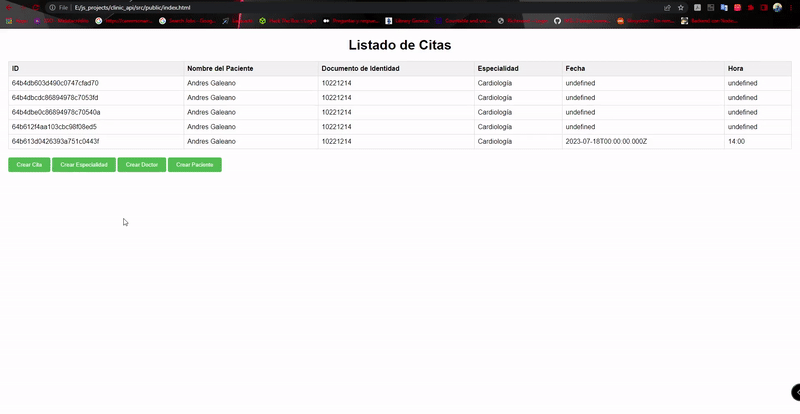 File E:/js_projects/clinic_api/src/public/index.html
Listado de Citas
ID Nombre del Paciente Documento de Identidad Especialidad Fecha Hora
64b4db603d490c0747cfad70 Andres Galeano 10221214 Cardiología undefined undefined
64b4dbcdc86894978c7053fd Andres Galeano 10221214 Cardiología undefined undefined
64b4dbe0c86894978c70540a Andres Galeano 10221214 Cardiología undefined undefined
64b612f4aa103cbc98f08ed5 Andres Galeano 10221214 Cardiología undefined undefined
64b613d0426393a751c0443f Andres Galeano 10221214 Cardiología 2023-07-18T00:00:00.000Z 14:00
Crear Cita Crear Especialidad Crear Doctor Crear Paciente